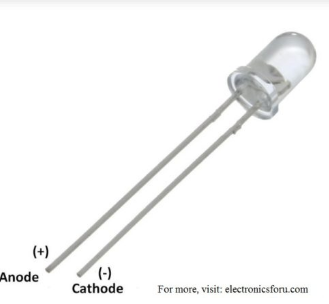 (+)
Anode
(-)
Cathode
For more, visit: electronicsforu.com